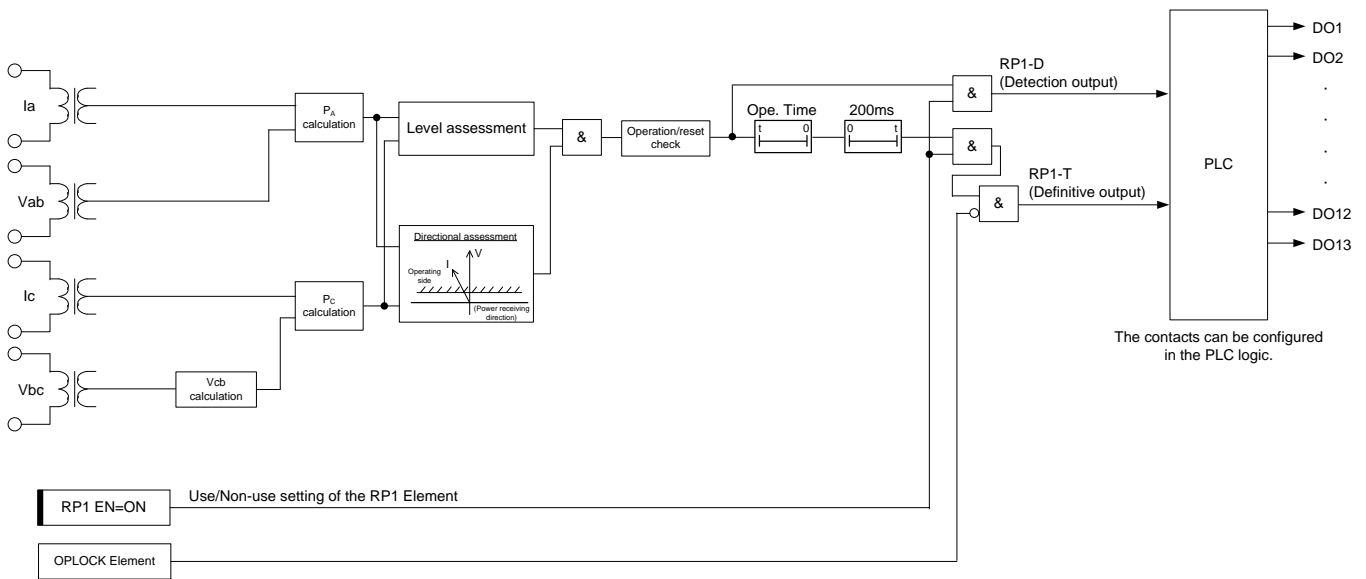 Ia
Vab
Ic
Vbc
PA
calculation
PC
calculation
Vcb
calculation
Level assessment
Directional assessment
V
I
Operating
side
(Power receiving
direction)
&
Operation/reset
check
Ope. Time
t 0
200ms
0 t
&
&
&
RP1-D
(Detection output)
RP1-T
(Definitive output)
PLC
DO1
DO2
.
.
.
.
DO12
DO13
The contacts can be configured
in the PLC logic.
RP1 EN=ON
Use/Non-use setting of the RP1 Element
OPLOCK Element